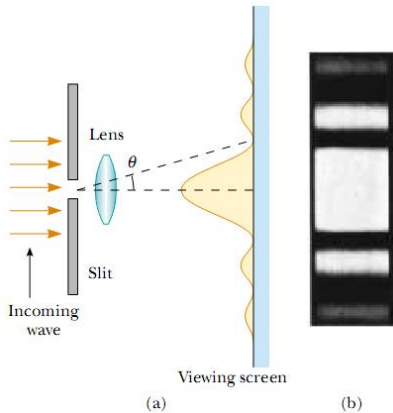 Lens
θ
Slit
Incoming
wave
Viewing screen
(a)
(b)